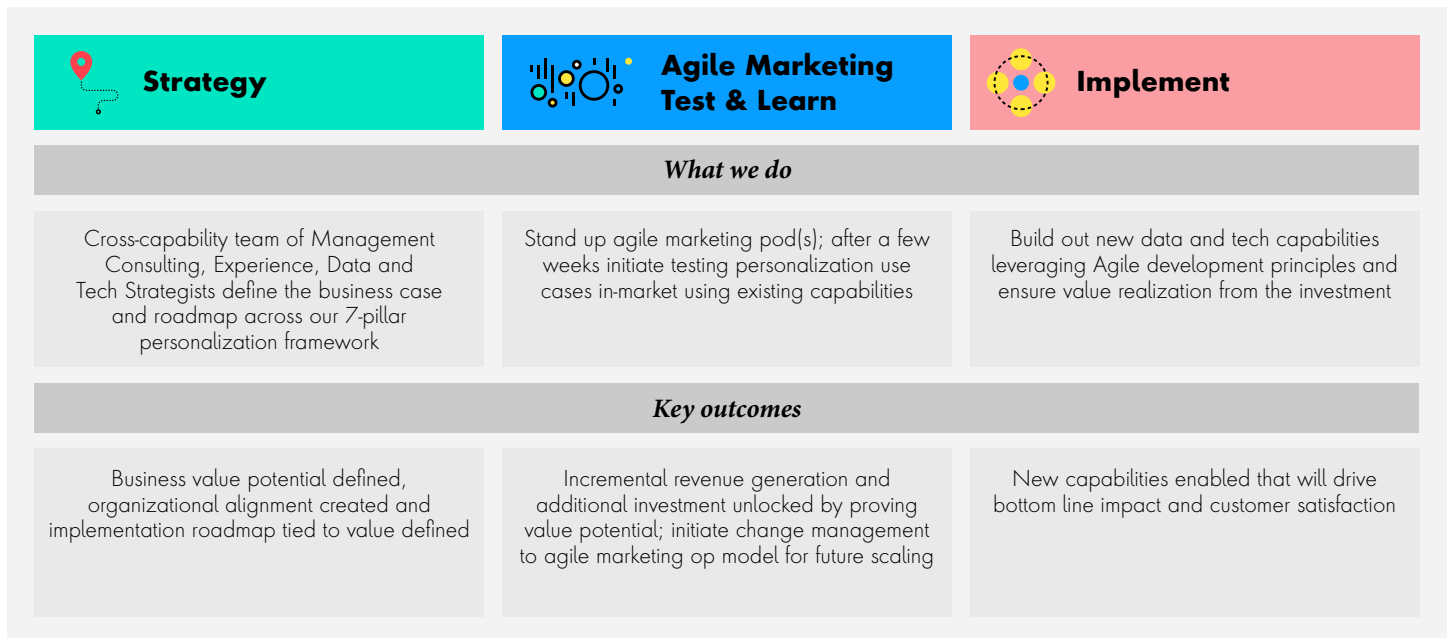 Strategy
Agile Marketing
Test & Learn
Implement
What we do
Cross-capability team of Management
Consulting, Experience, Data and
Tech Strategists define the business case
and roadmap across our 7-pillar
personalization framework
Stand up agile marketing pod(s); after a few
weeks initiate testing personalization use
cases in-market using existing capabilities
Build out new data and tech capabilities
leveraging Agile development principles and
ensure value realization from the investment
Key outcomes
Business value potential defined,
organizational alignment created and
implementation roadmap tied to value defined
Incremental revenue generation and
additional investment unlocked by proving
value potential; initiate change management
to agile marketing op model for future scaling
New capabilities enabled that will drive
bottom line impact and customer satisfaction